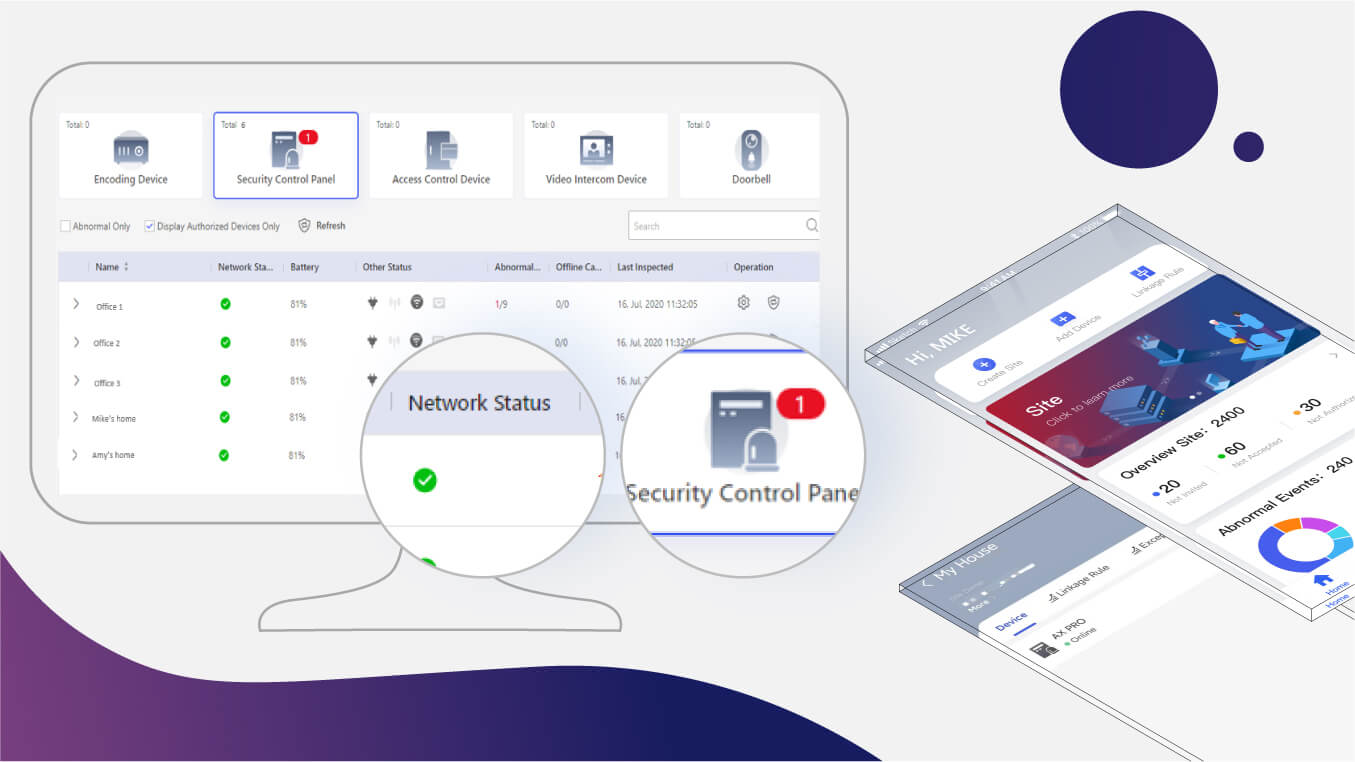 Total: 0
Encoding Device
Total 6
1
Security Control Panel
Total: 0
Access Control Device
Total: 0
Video Intercom Device
Total: 0
Doorbell
Abnormal Only
Display Authorized Devices Only
Refresh
Search
Name
Network Sta...
Battery
Other Status
Abnormal...
Offline Ca...
Last Inspected
Operation
Office 1
81%
1/9
0/0
16. Jul, 2020 11:32:05
Office 2
81%
0/0
16. Jul, 2020 11:32:05
Office 3
81%
16. Jul,
Mike's home
81%
Amy's home
81%
Network Status
1
Security Control Pane
Hi, MIKE
Create Site
Add Device
Linkage Rule
Site
Click to learn more
Overview Site: 2400
20
Not Invited
60
Not Accepted
30
Abnormal Events: 240
Home
Home
My House
More
Device
Linkage Rule
AX PRO
Online